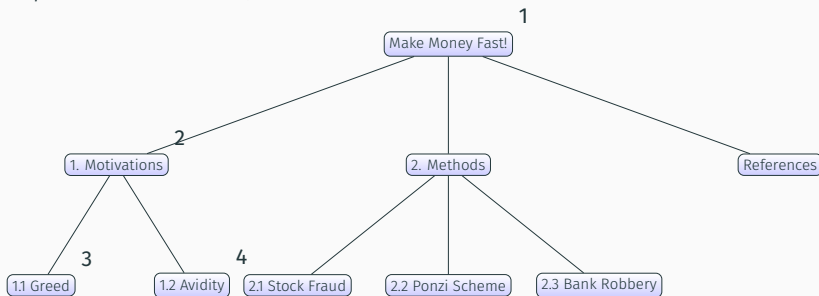 1
Make Money Fast!
2
1. Motivations
2. Methods
References
3
4
1.1 Greed
1.2 Avidity
2.1 Stock Fraud
2.2 Ponzi Scheme
2.3 Bank Robbery